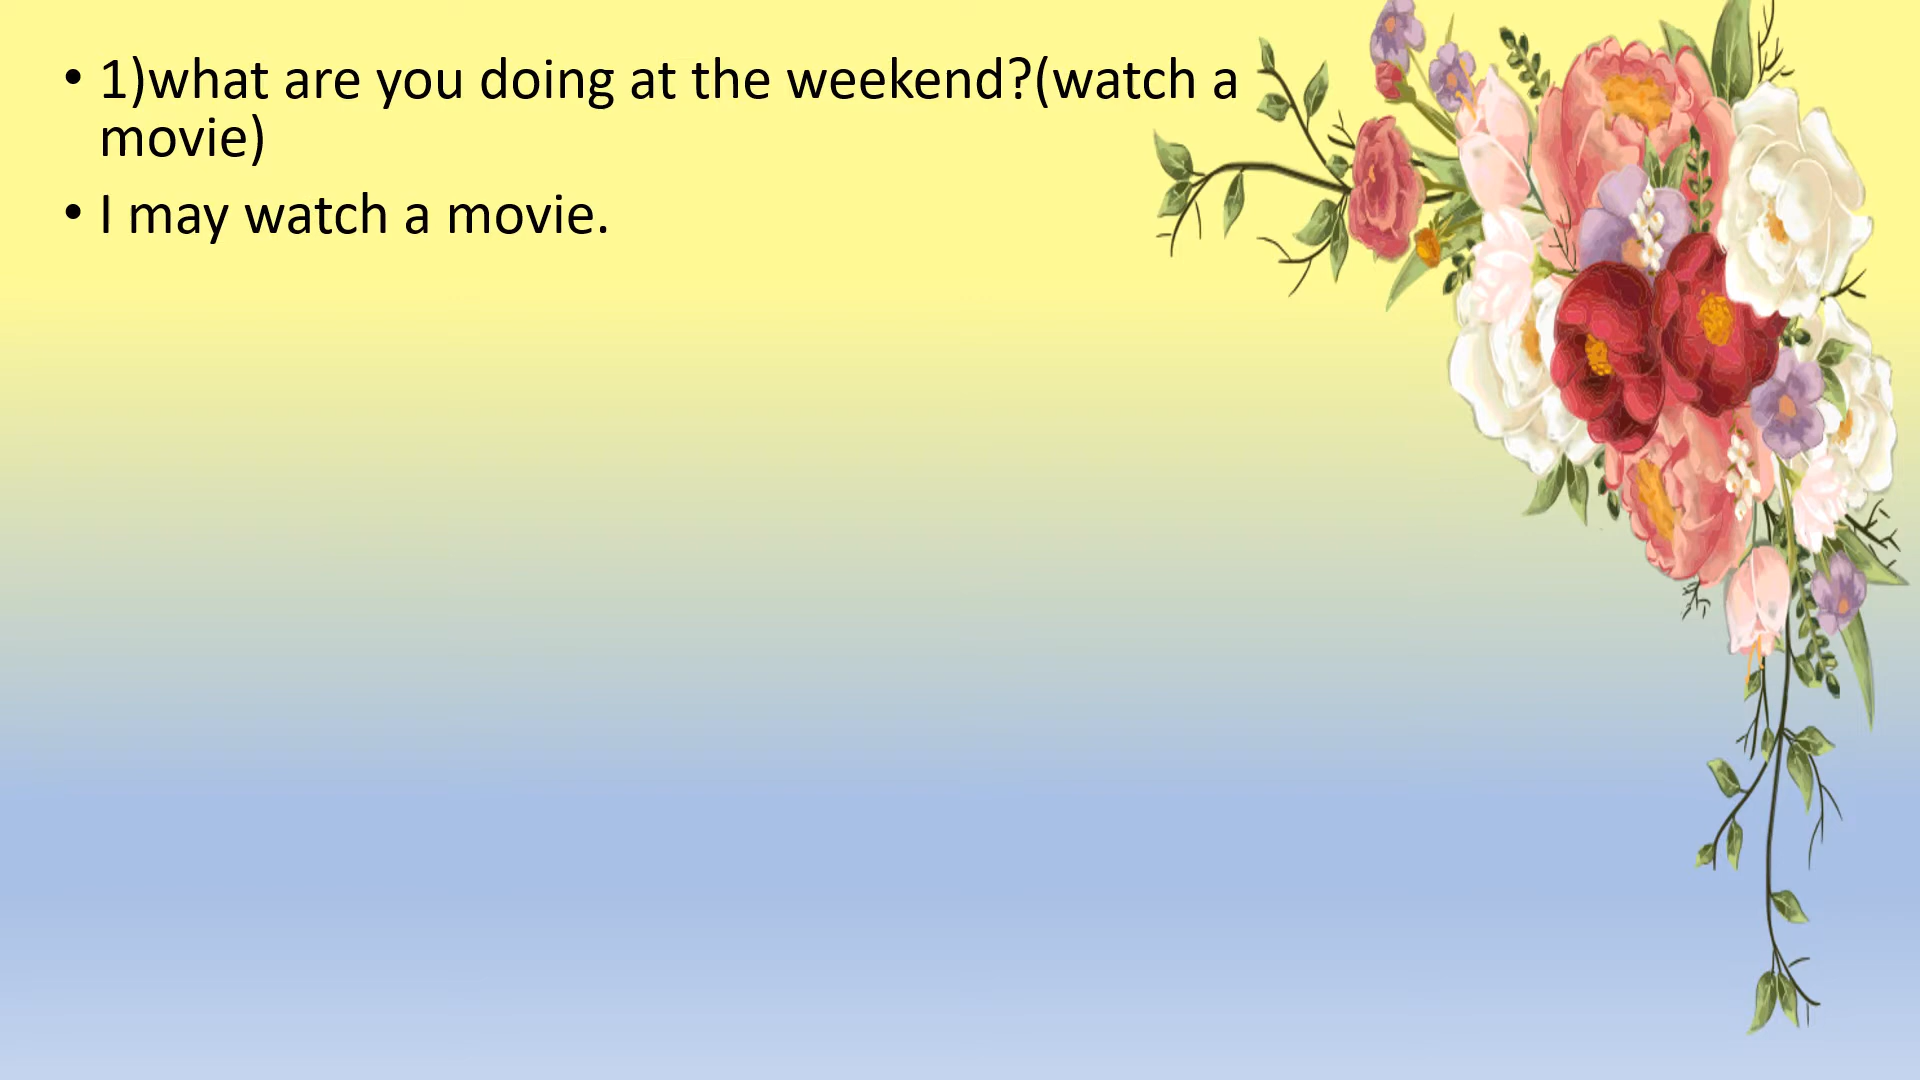 • 1)what are you doing at the weekend?(watch a
movie)
• I may watch a movie.